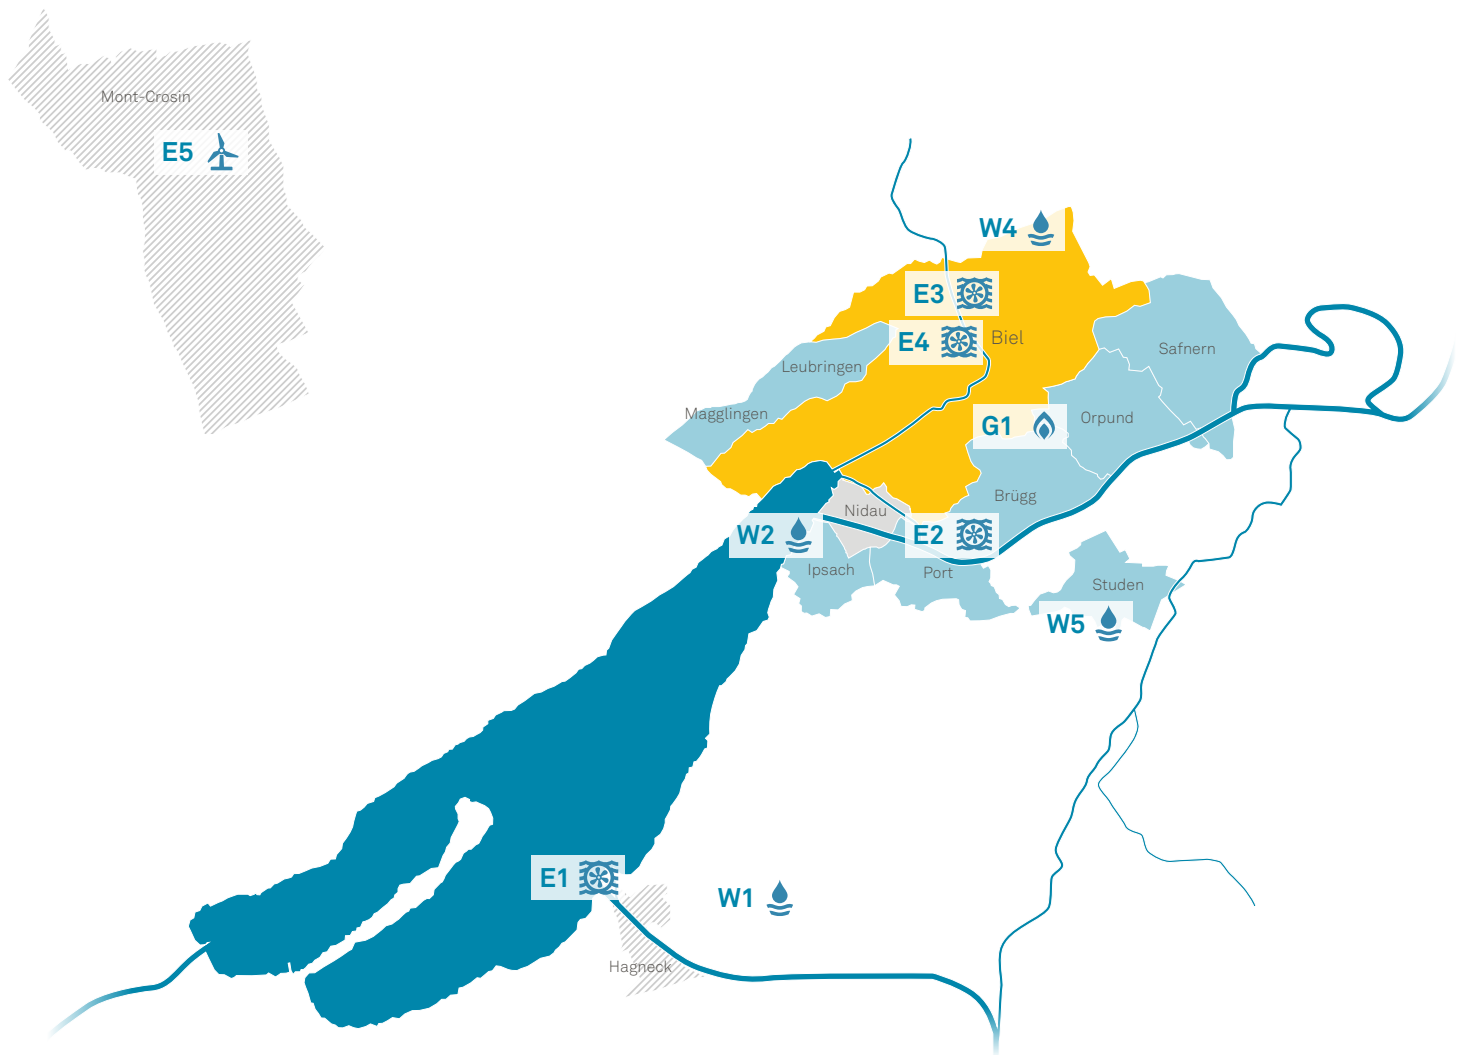 Mont-Crosin
E5
W4
E3
E4
Biel
Safnern
Leubringen
Magglingen
G1
Orpund
Brügg
Nidau
W2
E2
Ipsach
Port
Studen
W5
E1
W1
Hagneck